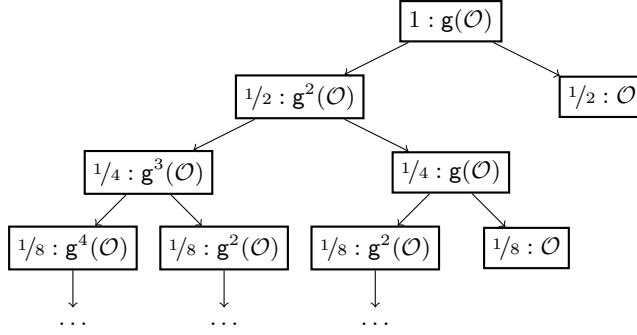 1 : g(𝒪)
1/2 : g²(𝒪)
1/2 : 𝒪
1/4 : g³(𝒪)
1/4 : g(𝒪)
1/8 : g⁴(𝒪)
1/8 : g²(𝒪)
1/8 : g²(𝒪)
1/8 : 𝒪
...
...
...